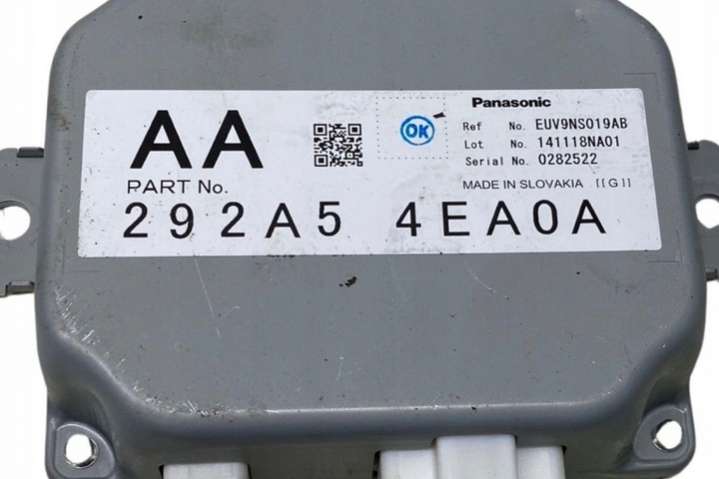 AA
PART No.
292A5 4EA0A
OK
Panasonic
Ref No. EUV9NS019AB
Lot No. 141118NA01
Serial No. 0282522
MADE IN SLOVAKIA [[G]]